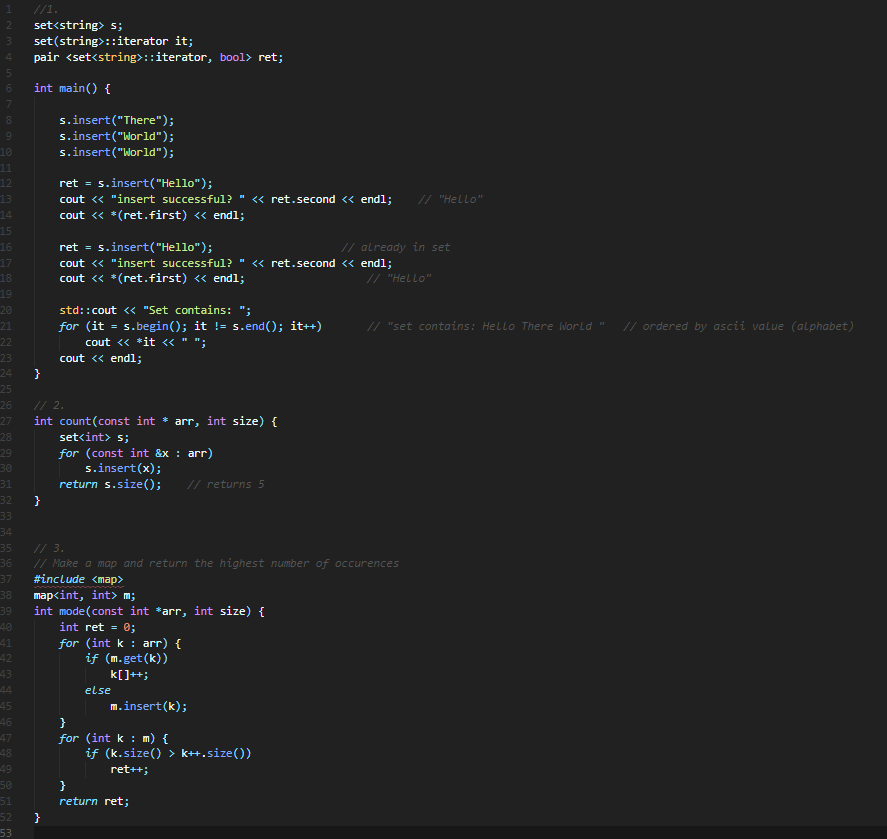 1 //1.
2 set<string> s;
3 set(string>::iterator it;
4 pair <set<string>::iterator, bool> ret;
5
6 int main() {
7
8     s.insert("There");
9     s.insert("World");
10     s.insert("World");
11
12     ret = s.insert("Hello");
13     cout << "insert successful? " << ret.second << endl;    // "Hello"
14     cout << *(ret.first) << endl;
15
16     ret = s.insert("Hello");                    // already in set
17     cout << "insert successful? " << ret.second << endl;
18     cout << *(ret.first) << endl;                   // "Hello"
19
20     std::cout << "Set contains: ";
21     for (it = s.begin(); it != s.end(); it++)       // "set contains: Hello There World "   // ordered by ascii value (alphabet)
22         cout << *it << " ";
23     cout << endl;
24 }
25
26 // 2.
27 int count(const int * arr, int size) {
28     set<int> s;
29     for (const int &x : arr)
30         s.insert(x);
31     return s.size();    // returns 5
32 }
33
34
35 // 3.
36 // Make a map and return the highest number of occurences
37 #include <map>
38 map<int, int> m;
39 int mode(const int *arr, int size) {
40     int ret = 0;
41     for (int k : arr) {
42         if (m.get(k))
43             k[]++;
44         else
45             m.insert(k);
46     }
47     for (int k : m) {
48         if (k.size() > k++.size())
49             ret++;
50     }
51     return ret;
52 }
53